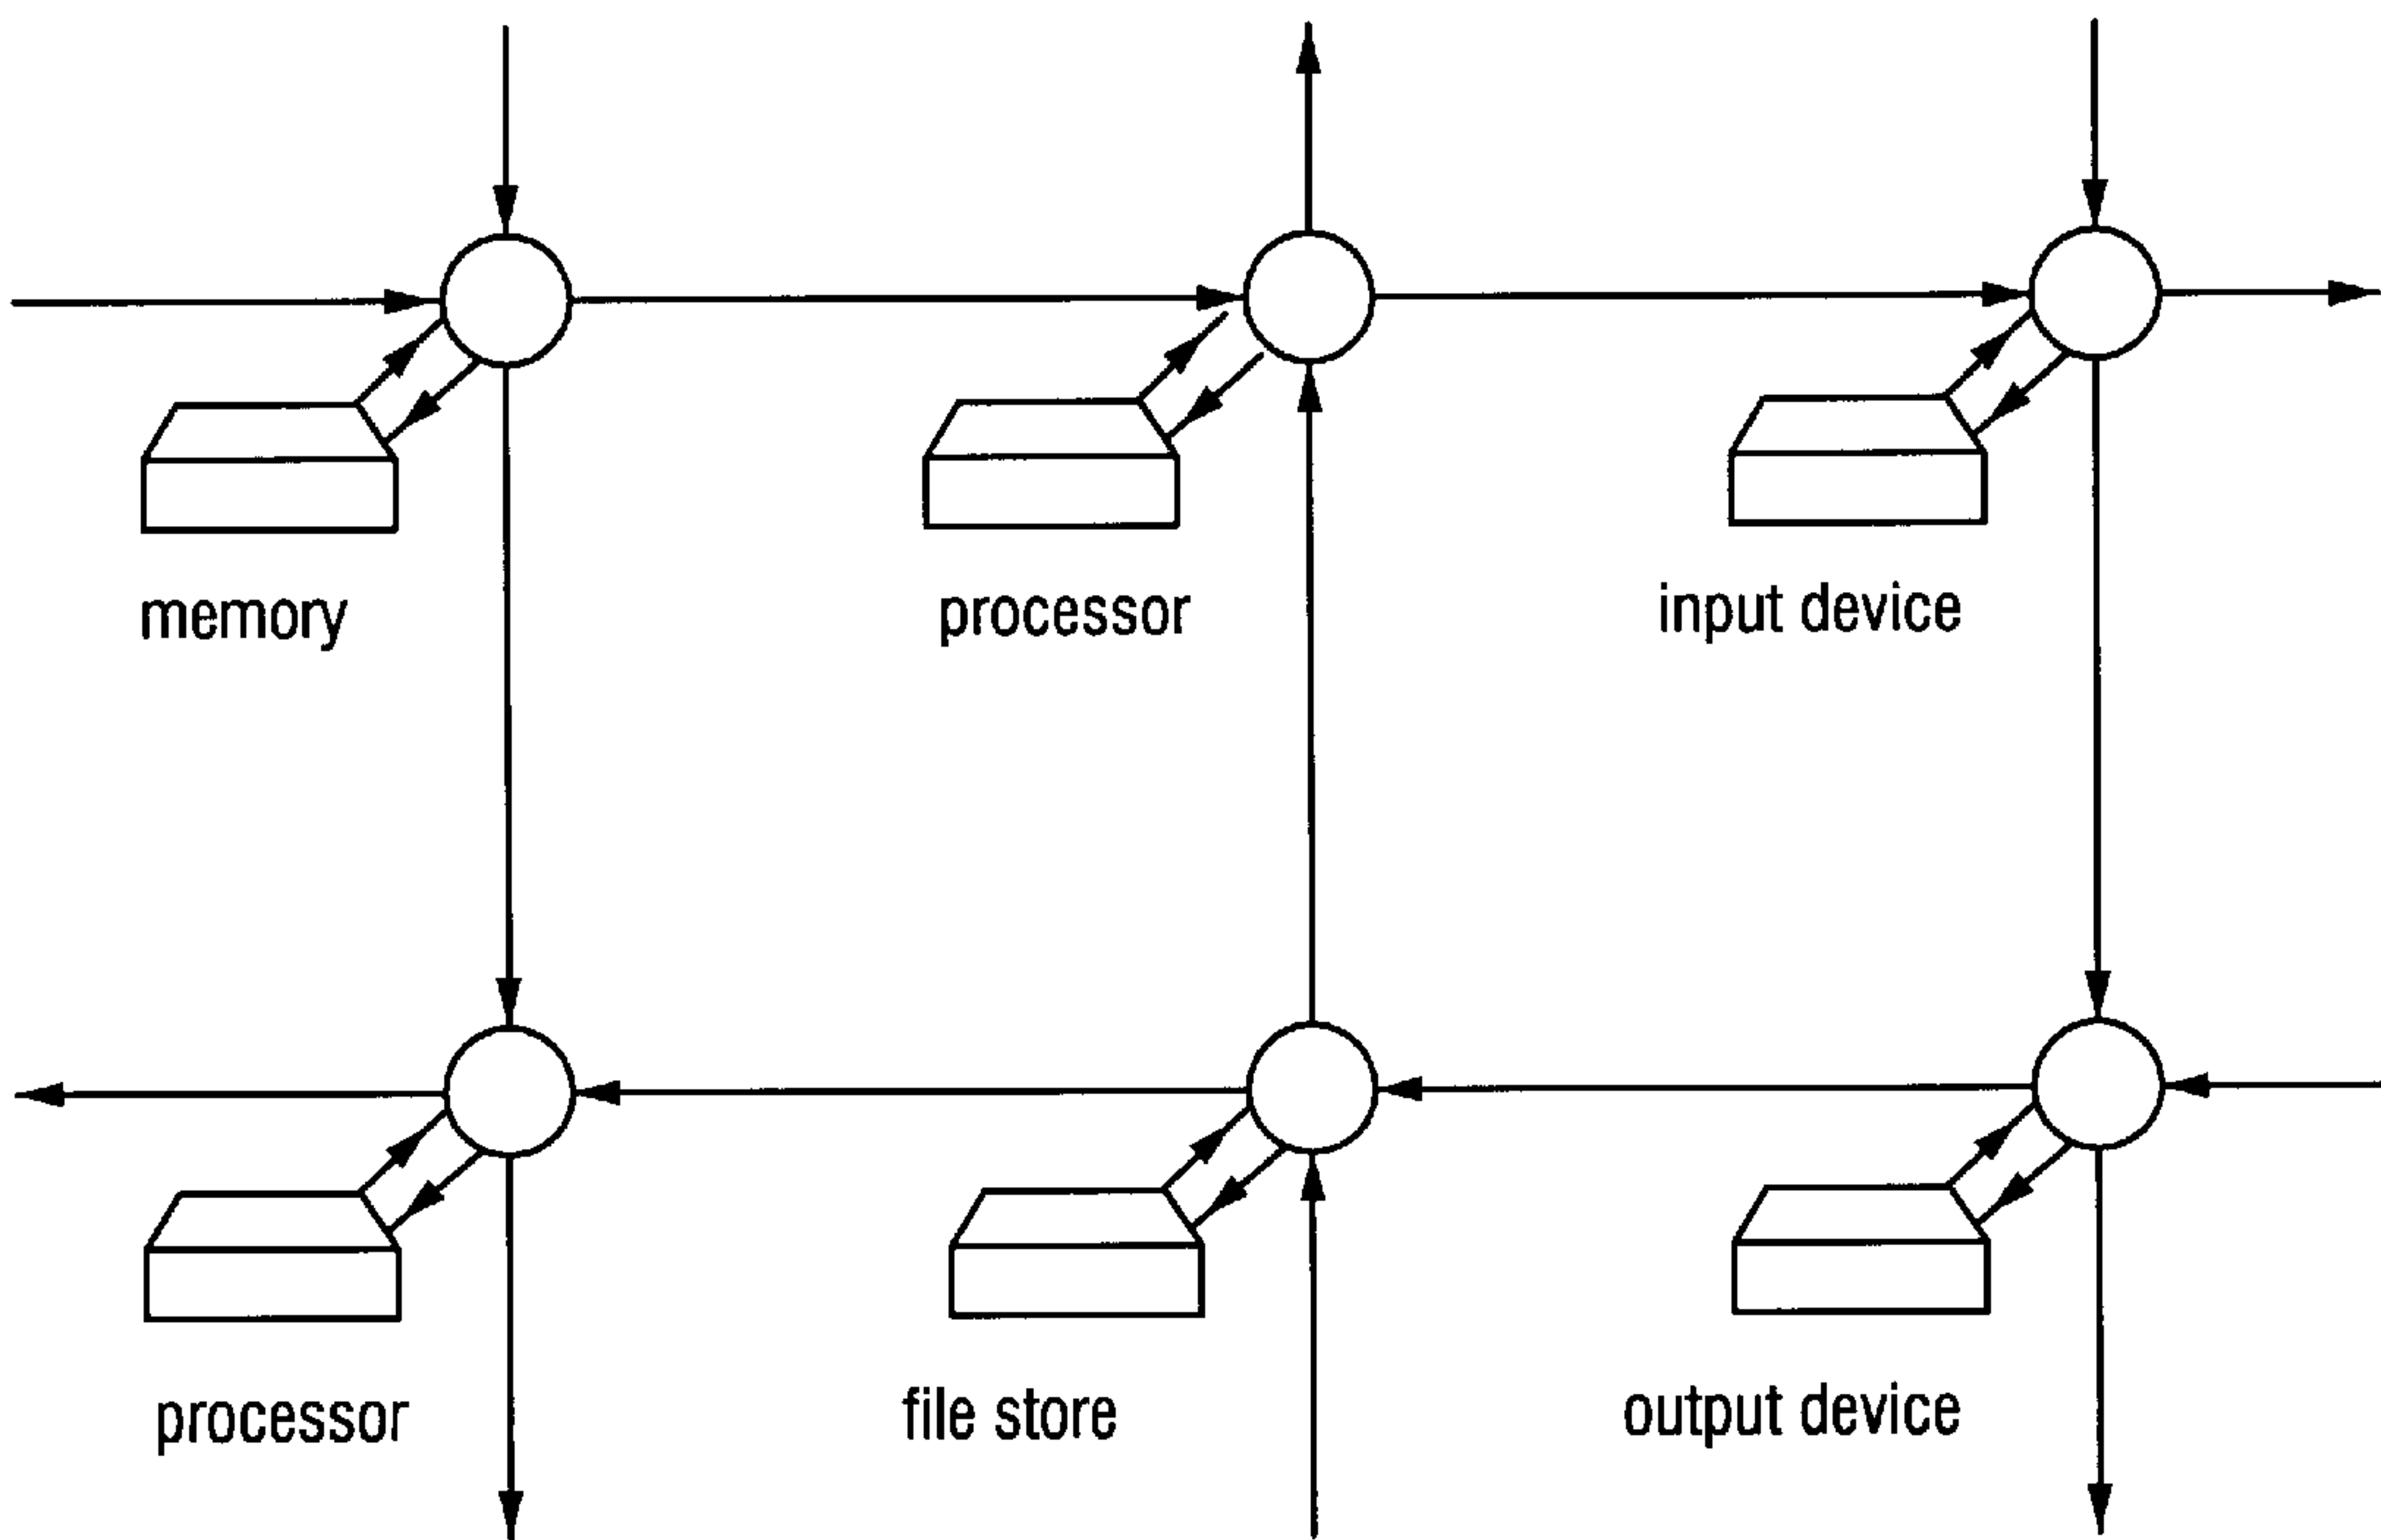 memory
processor
input device
processor
file store
output device